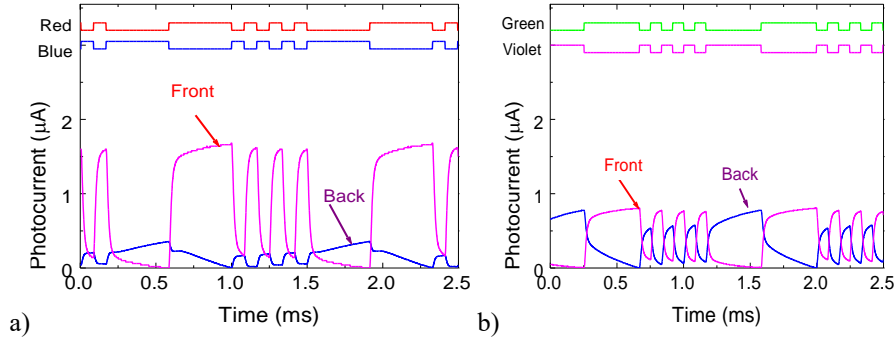 Red
Blue
Front
Back
Photocurrent (μA)
0
1
2
0.0
0.5
1.0
1.5
2.0
2.5
Time (ms)
a)
Green
Violet
Front
Back
Photocurrent (μA)
0
1
2
0.0
0.5
1.0
1.5
2.0
2.5
Time (ms)
b)